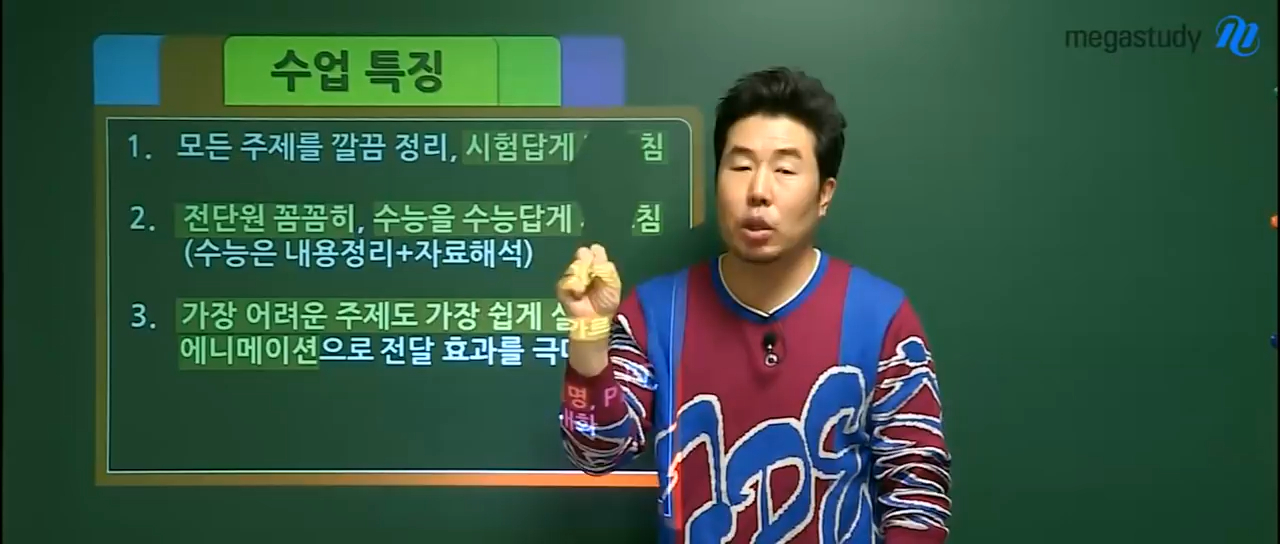 megastudy
수업 특징
1. 모든 주제를 깔끔 정리, 시험답게 침
2. 전단원 꼼꼼히, 수능을 수능답게 침
(수능은 내용정리+자료해석)
3. 가장 어려운 주제도 가장 쉽게
에니메이션으로 전달 효과를
명, P